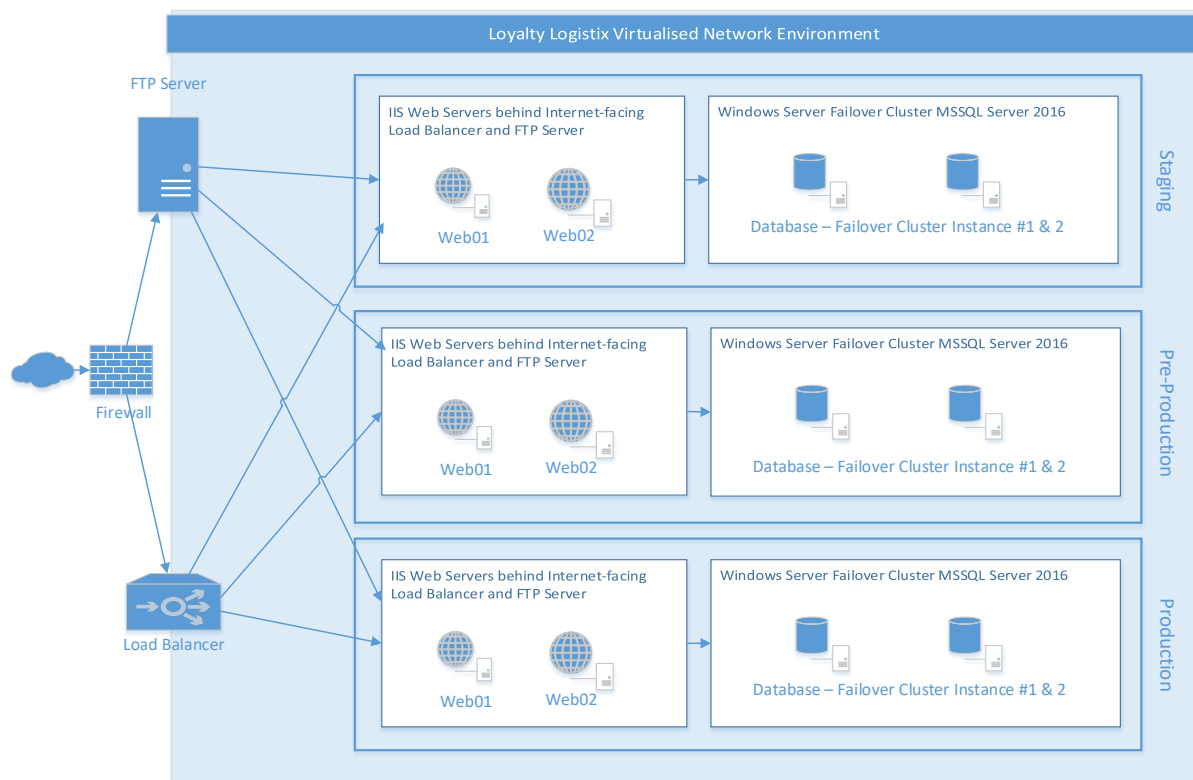 Loyalty Logistix Virtualised Network Environment
FTP Server
IIS Web Servers behind Internet-facing
Load Balancer and FTP Server
Web01
Web02
Windows Server Failover Cluster MSSQL Server 2016
Database – Failover Cluster Instance #1 & 2
Staging
Firewall
IIS Web Servers behind Internet-facing
Load Balancer and FTP Server
Web01
Web02
Windows Server Failover Cluster MSSQL Server 2016
Database – Failover Cluster Instance #1 & 2
Pre-Production
Load Balancer
IIS Web Servers behind Internet-facing
Load Balancer and FTP Server
Web01
Web02
Windows Server Failover Cluster MSSQL Server 2016
Database – Failover Cluster Instance #1 & 2
Production